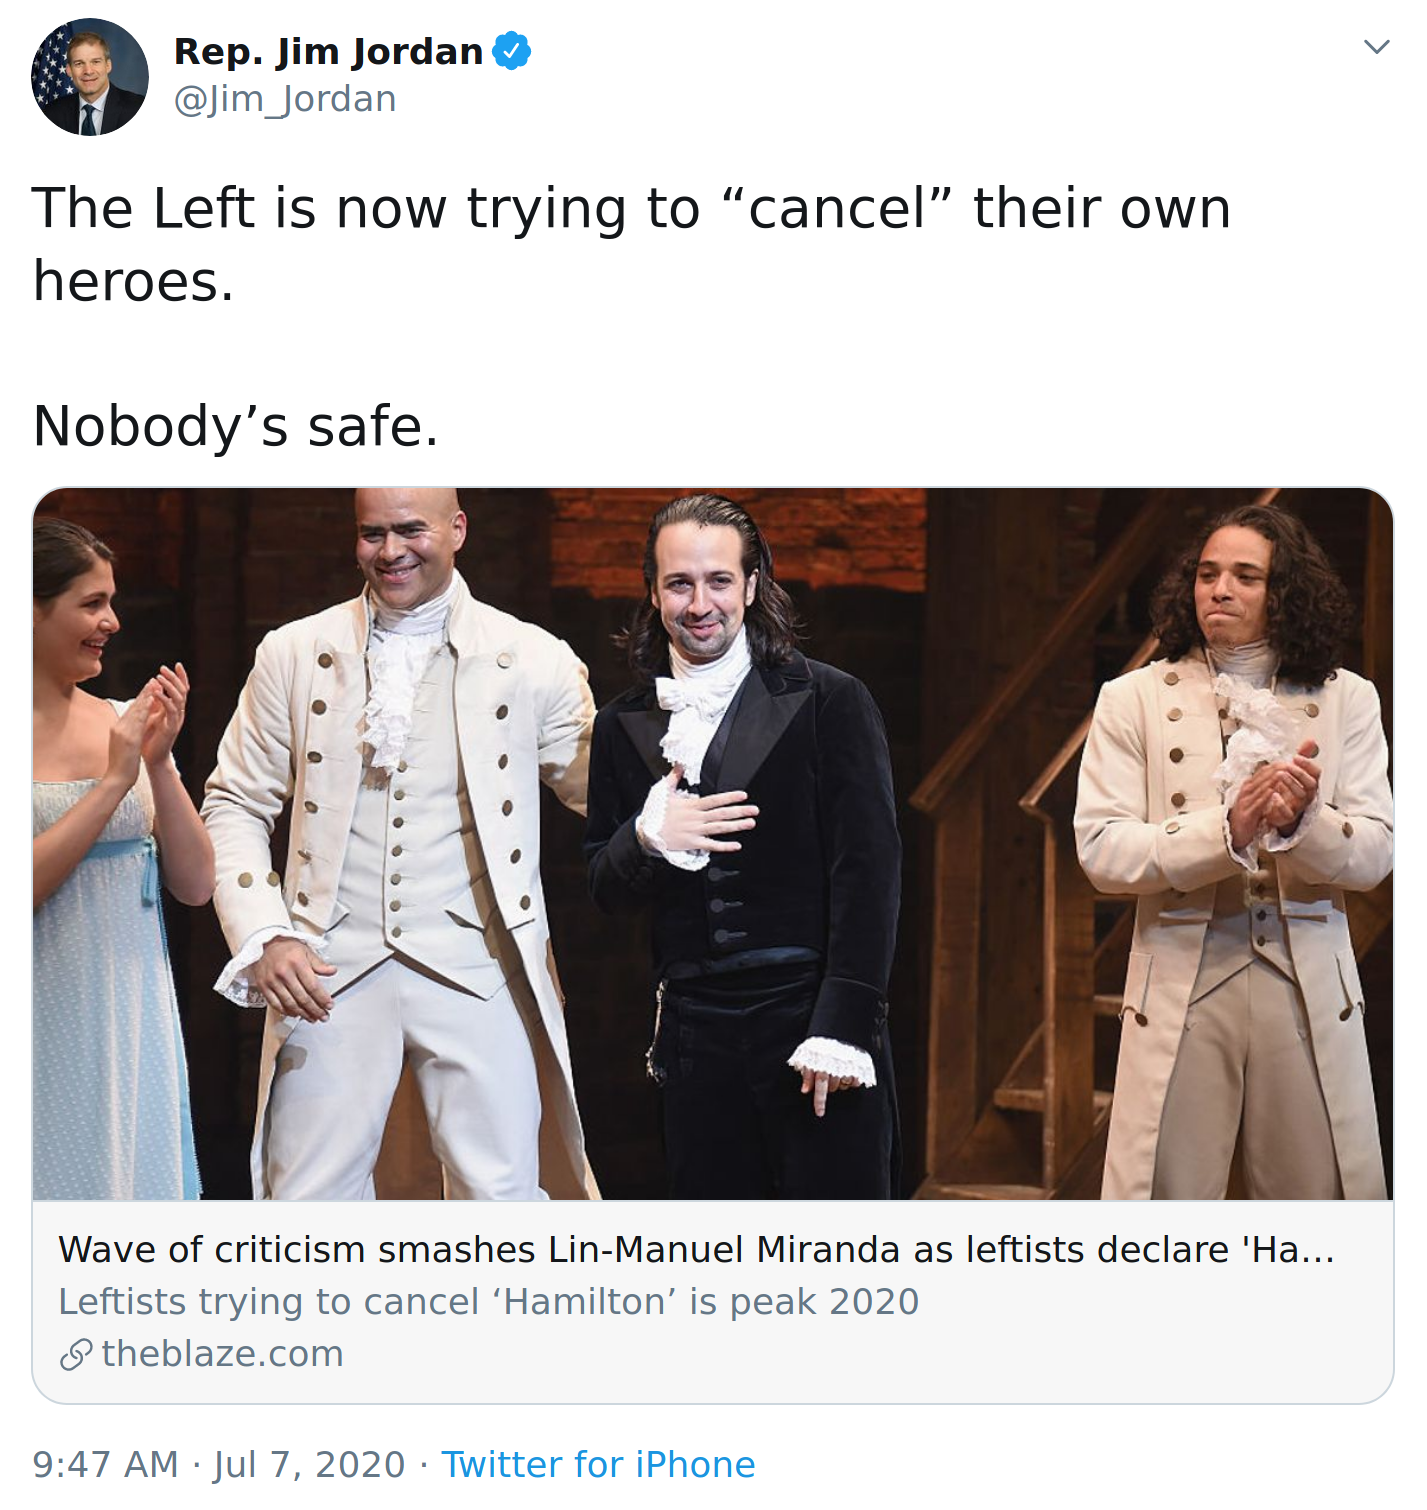 Rep. Jim Jordan
@Jim_Jordan
The Left is now trying to “cancel” their own
heroes.
Nobody’s safe.
Wave of criticism smashes Lin-Manuel Miranda as leftists declare 'Ha...
Leftists trying to cancel ‘Hamilton’ is peak 2020
theblaze.com
9:47 AM · Jul 7, 2020 · Twitter for iPhone